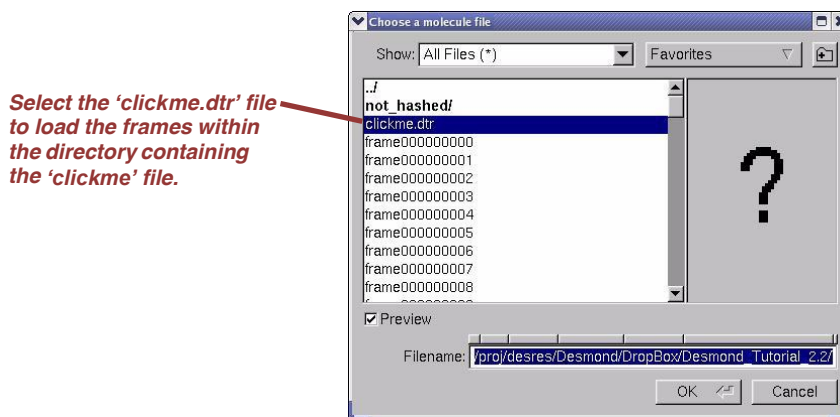 Choose a molecule file
Show: All Files (*)
Favorites
Select the ‘clickme.dtr’ file
to load the frames within
the directory containing
the ‘clickme’ file.
../
not_hashed/
clickme.dtr
frame000000000
frame000000001
frame000000002
frame000000003
frame000000004
frame000000005
frame000000006
frame000000007
frame000000008
?
Preview
Filename: /proj/desres/Desmond/DropBox/Desmond_Tutorial_2.2/
OK
Cancel